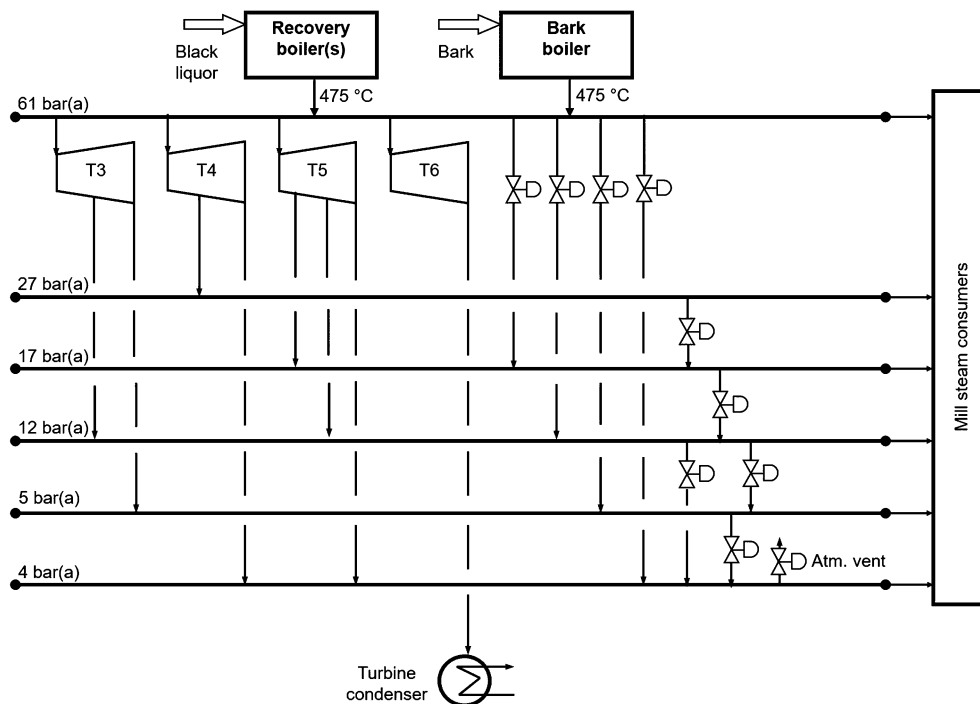 Recovery
boiler(s)
Black
liquor
Bark
boiler
Bark
475 °C
475 °C
61 bar(a)
T3
T4
T5
T6
27 bar(a)
17 bar(a)
12 bar(a)
5 bar(a)
4 bar(a)
Atm. vent
Mill steam consumers
Turbine
condenser